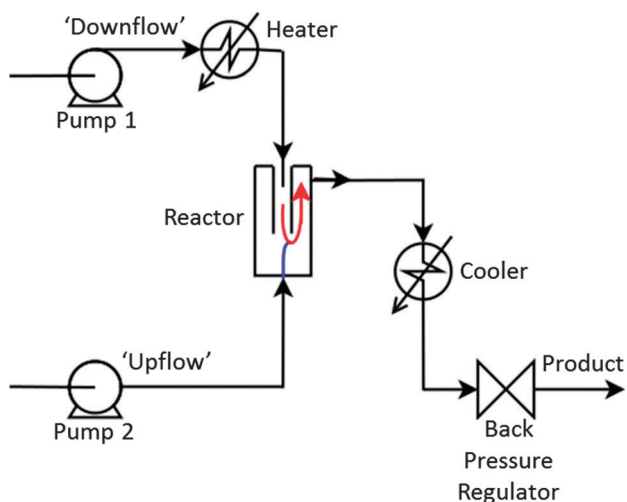 ‘Downflow’
Heater
Pump 1
Reactor
Cooler
‘Upflow’
Product
Pump 2
Back
Pressure
Regulator